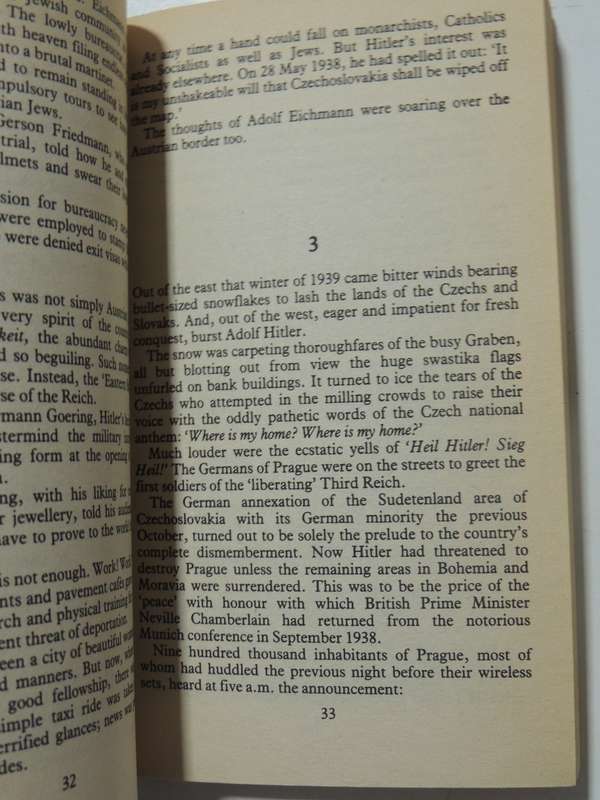 Eichmann
Jewish community
The lowly bureau
th heaven filing
into a brutal martinet
d to remain standing in
mpulsory tours to see
ian Jews.
Gerson Friedmann,
trial, told how he and
lmets and swear their
sion for bureaucracy
were employed to stamp
were denied exit visas
s was not simply
very spirit of the
keit, the abundant
d so beguiling. Such
se. Instead, the 'Eastern
se of the Reich.
rmann Goering, Hitler's
stermind the military
ing form at the opening
ng, with his liking for
r jewellery, told his
have to prove to the world
is not enough. Work! Work!
nts and pavement cafés
rch and physical training
ent threat of deportation.
een a city of beautiful
d manners. But now,
good fellowship, there
simple taxi ride was
errified glances; news was
des.
32
At any time a hand could fall on monarchists, Catholics
and Socialists as well as Jews. But Hitler's interest was
already elsewhere. On 28 May 1938, he had spelled it out: 'It
is my unshakeable will that Czechoslovakia shall be wiped off
the map.'
The thoughts of Adolf Eichmann were soaring over the
Austrian border too.
3
Out of the east that winter of 1939 came bitter winds bearing
bullet-sized snowflakes to lash the lands of the Czechs and
Slovaks. And, out of the west, eager and impatient for fresh
conquest, burst Adolf Hitler.
The snow was carpeting thoroughfares of the busy Graben,
all but blotting out from view the huge swastika flags
unfurled on bank buildings. It turned to ice the tears of the
Czechs who attempted in the milling crowds to raise their
voice with the oddly pathetic words of the Czech national
anthem: 'Where is my home? Where is my home?'
Much louder were the ecstatic yells of 'Heil Hitler! Sieg
Heil!' The Germans of Prague were on the streets to greet the
first soldiers of the 'liberating' Third Reich.
The German annexation of the Sudetenland area of
Czechoslovakia with its German minority the previous
October, turned out to be solely the prelude to the country's
complete dismemberment. Now Hitler had threatened to
destroy Prague unless the remaining areas in Bohemia and
Moravia were surrendered. This was to be the price of the
'peace' with honour with which British Prime Minister
Neville Chamberlain had returned from the notorious
Munich conference in September 1938.
Nine hundred thousand inhabitants of Prague, most of
whom had huddled the previous night before their wireless
sets, heard at five a.m. the announcement:
33